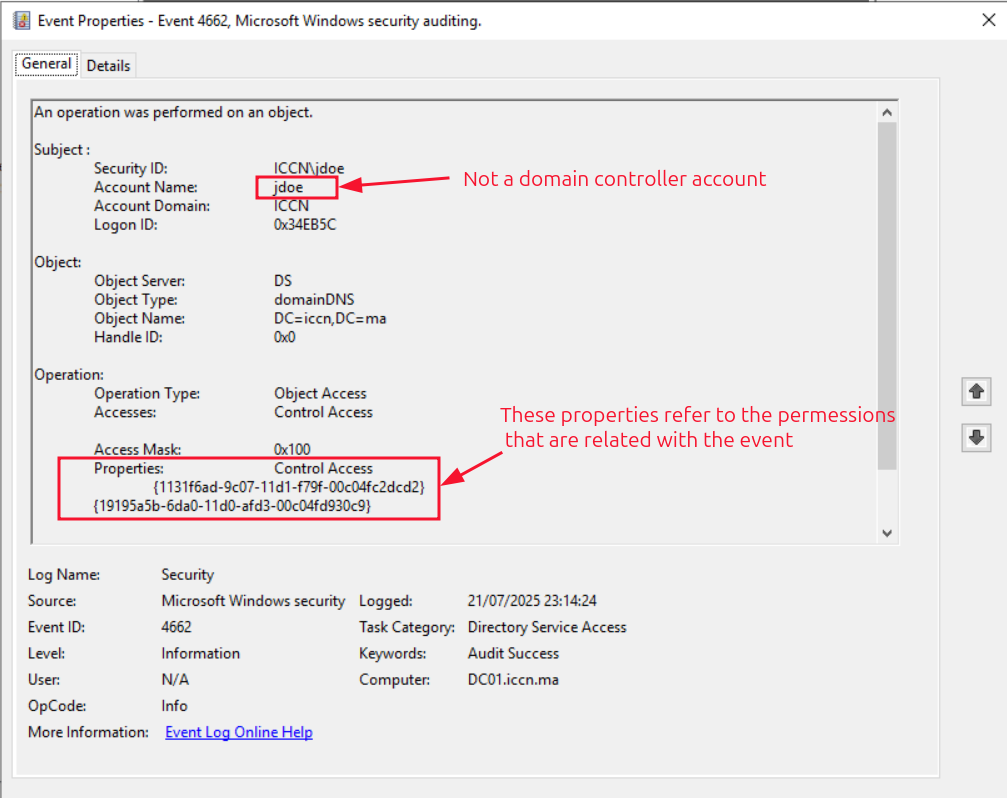 Event Properties - Event 4662, Microsoft Windows security auditing.
General Details
An operation was performed on an object.
Subject :
Security ID: ICCN\jdoe
Account Name: jdoe
Not a domain controller account
Account Domain: ICCN
Logon ID: 0x34EB5C
Object:
Object Server: DS
Object Type: domainDNS
Object Name: DC=iccn,DC=ma
Handle ID: 0x0
Operation:
Operation Type: Object Access
Accesses: Control Access
These properties refer to the permessions
that are related with the event
Access Mask: 0x100
Properties: Control Access
{1131f6ad-9c07-11d1-f79f-00c04fc2dcd2}
{19195a5b-6da0-11d0-afd3-00c04fd930c9}
Log Name: Security
Source: Microsoft Windows security Logged: 21/07/2025 23:14:24
Event ID: 4662 Task Category: Directory Service Access
Level: Information Keywords: Audit Success
User: N/A Computer: DC01.iccn.ma
OpCode: Info
More Information: Event Log Online Help